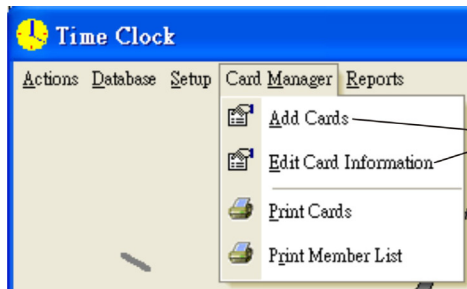 Time Clock
Actions Database Setup Card Manager Reports
Add Cards
Edit Card Information
Print Cards
Print Member List